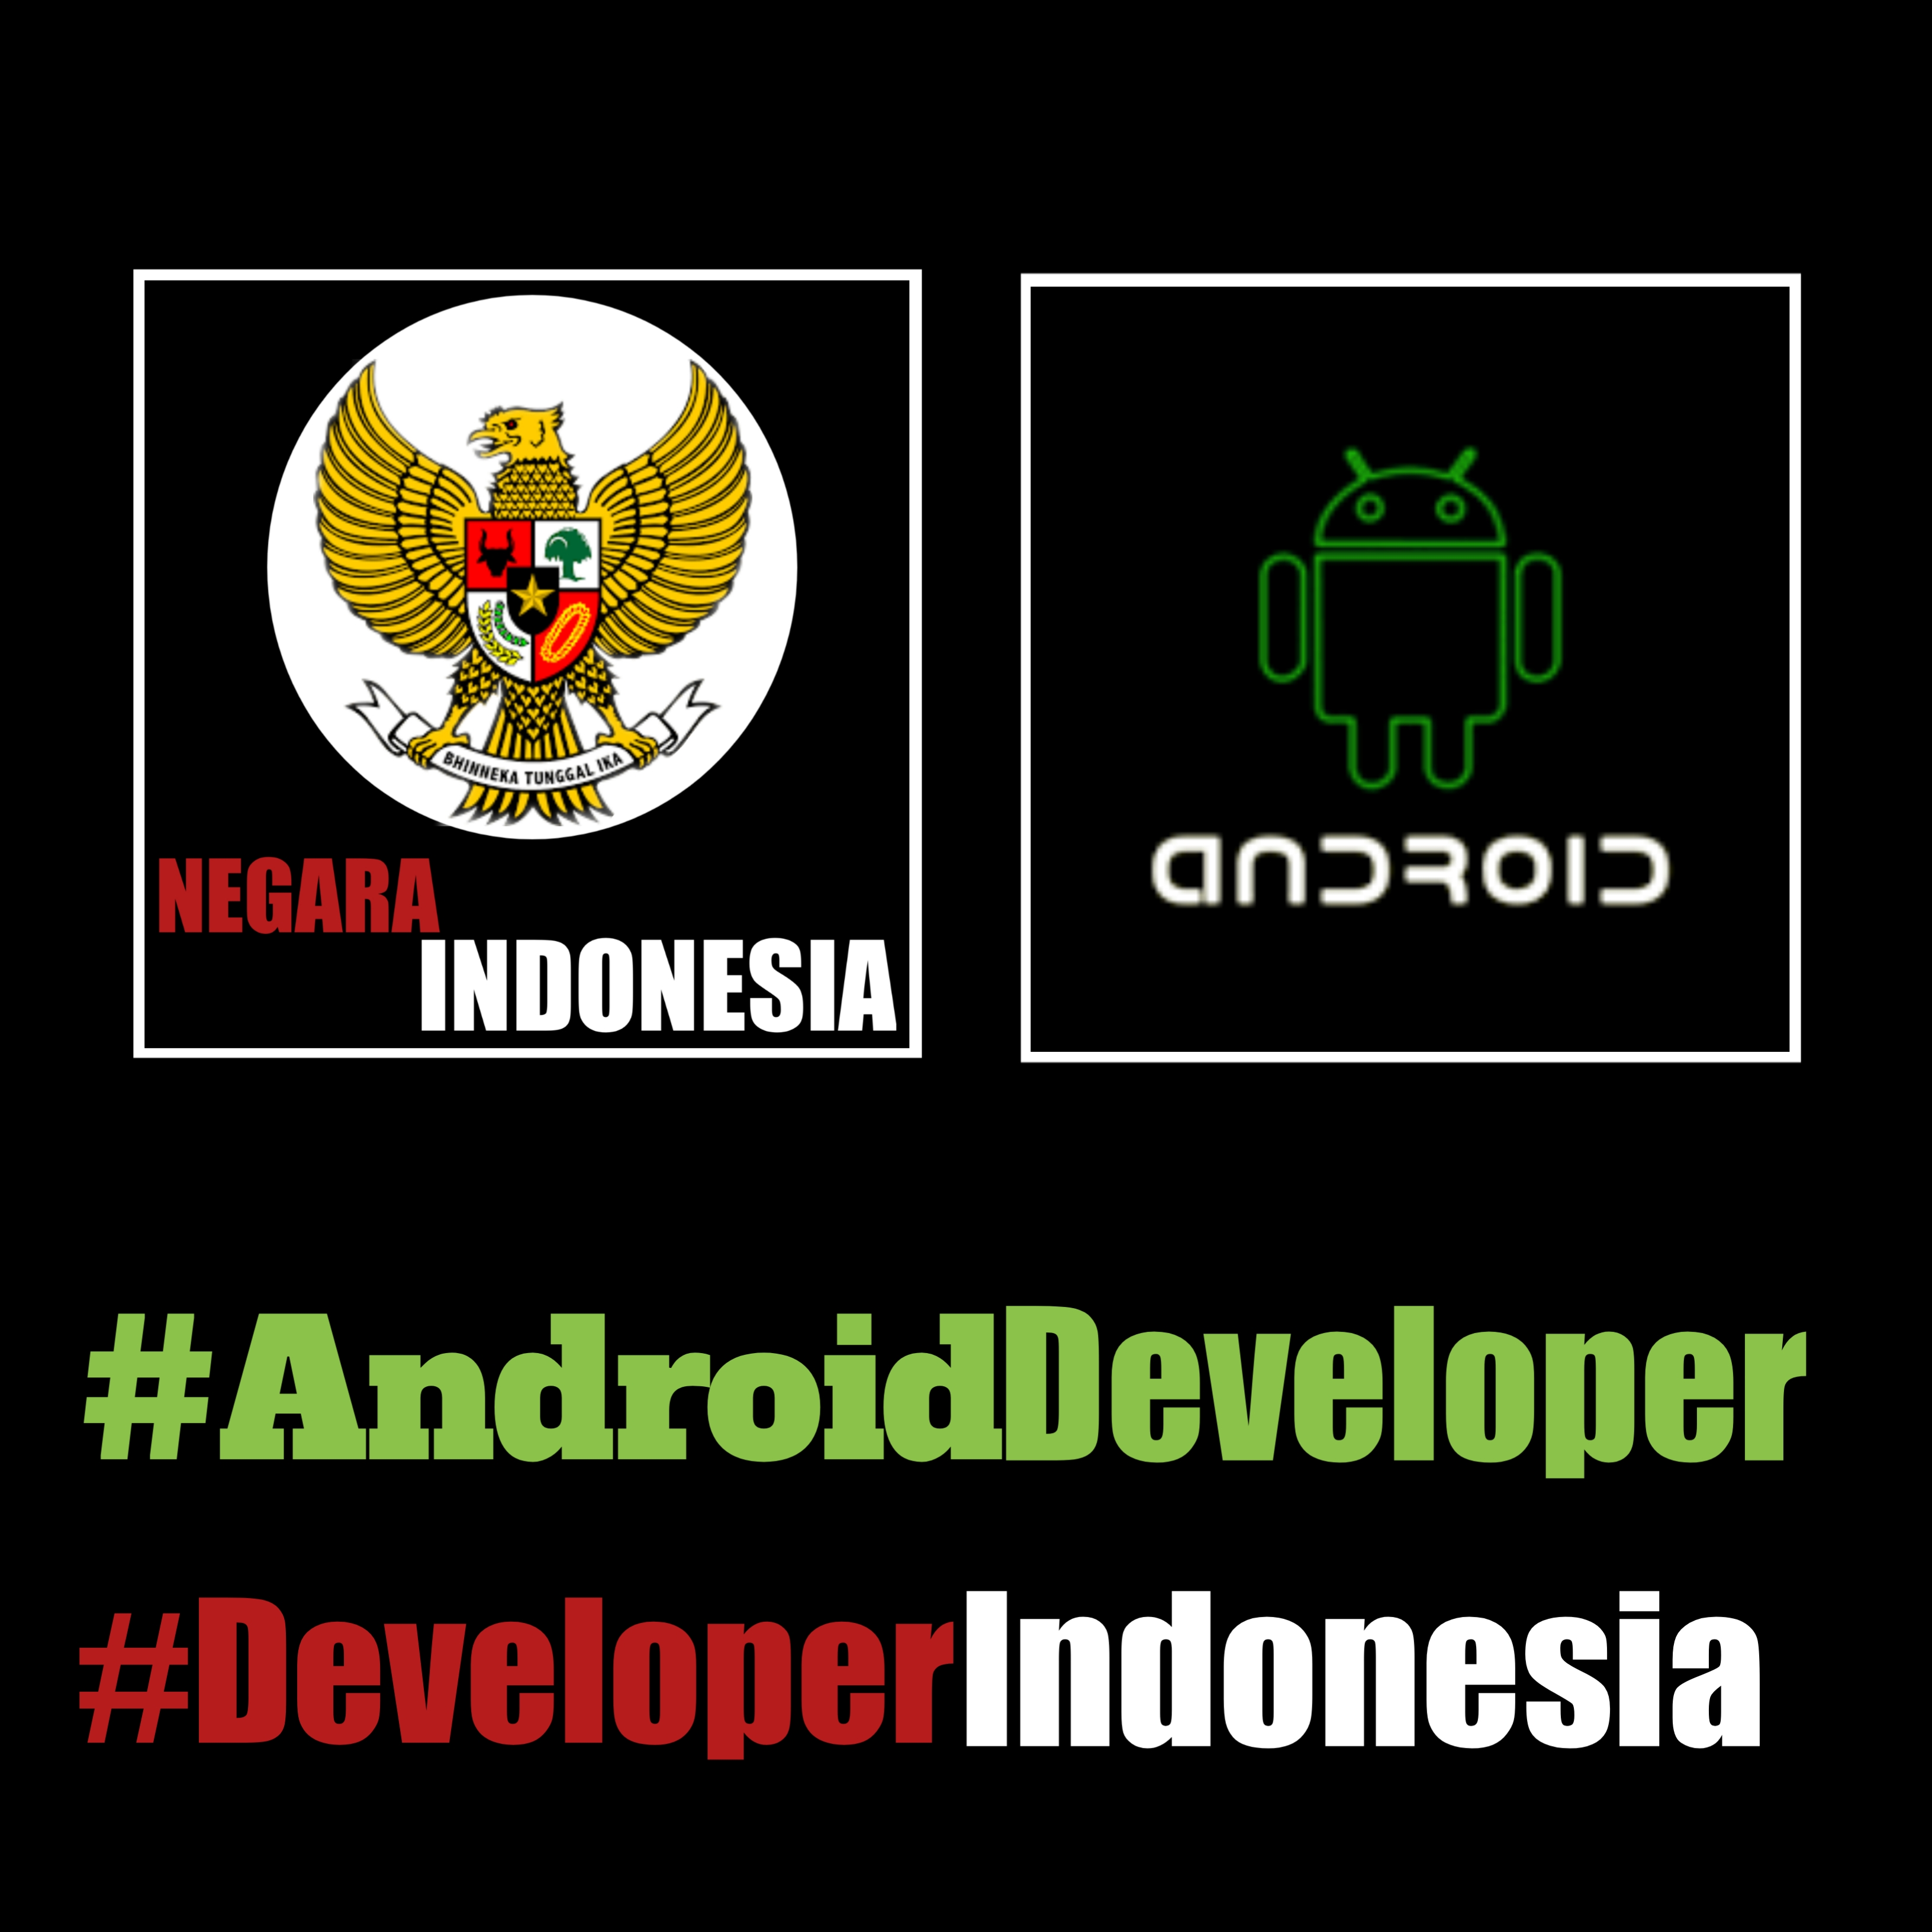 BHINNEKA TUNGGAL IKA
NEGARA
INDONESIA
ANDROID
#AndroidDeveloper
#DeveloperIndonesia